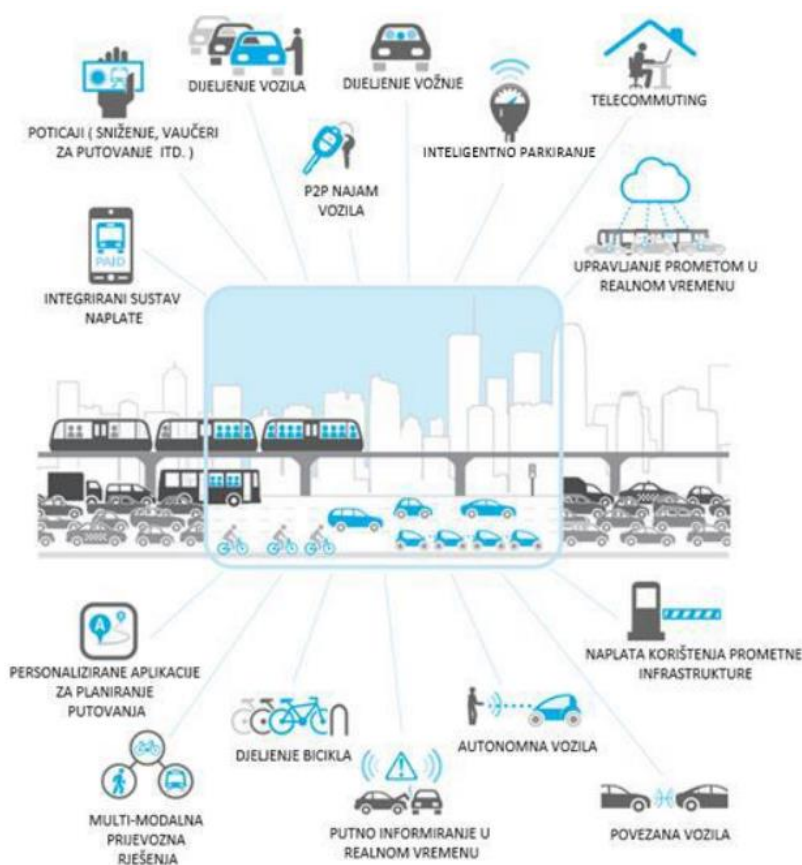 DIJELJENJE VOZILA
DIJELJENJE VOŽNJE
TELECOMMUTING
POTICAJI ( SNIŽENJE, VAUČERI
ZA PUTOVANJE ITD. )
INTELIGENTNO PARKIRANJE
P2P NAJAM
VOZILA
UPRAVLJANJE PROMETOM U
REALNOM VREMENU
PAID
INTEGRIRANI SUSTAV
NAPLATE
A
PERSONALIZIRANE APLIKACIJE
ZA PLANIRANJE
PUTOVANJA
NAPLATA KORIŠTENJA PROMETNE
INFRASTRUKTURE
DJELJENJE BICIKLA
AUTONOMNA VOZILA
MULTI-MODALNA
PRIJEVOZNA
RJEŠENJA
PUTNO INFORMIRANJE U
REALNOM VREMENU
POVEZANA VOZILA